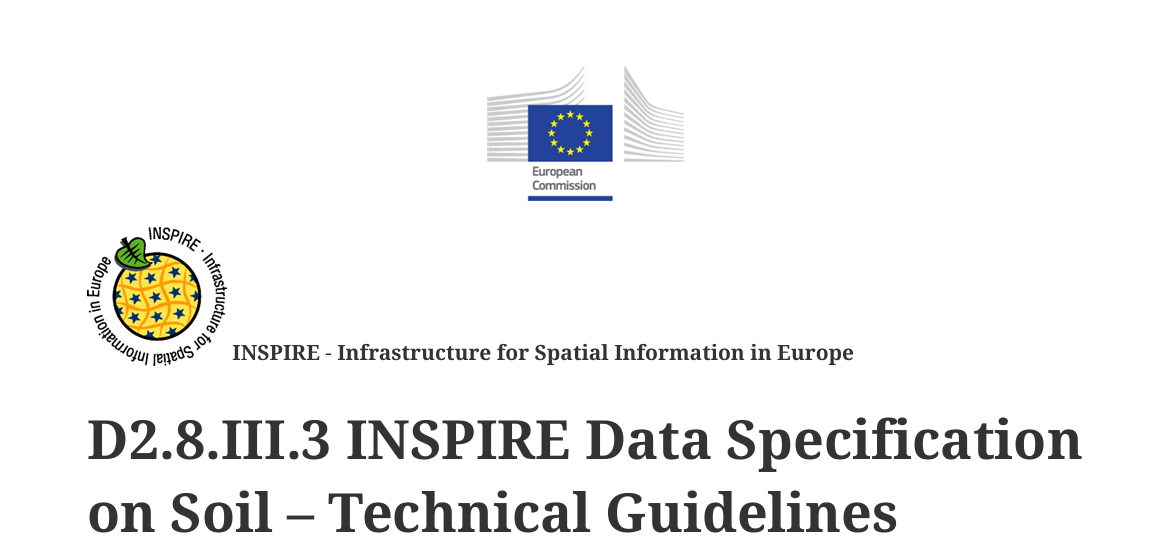 European
Commission
INSPIRE · Infrastructure for Spatial Information in Europe
INSPIRE - Infrastructure for Spatial Information in Europe
D2.8.III.3 INSPIRE Data Specification
on Soil – Technical Guidelines